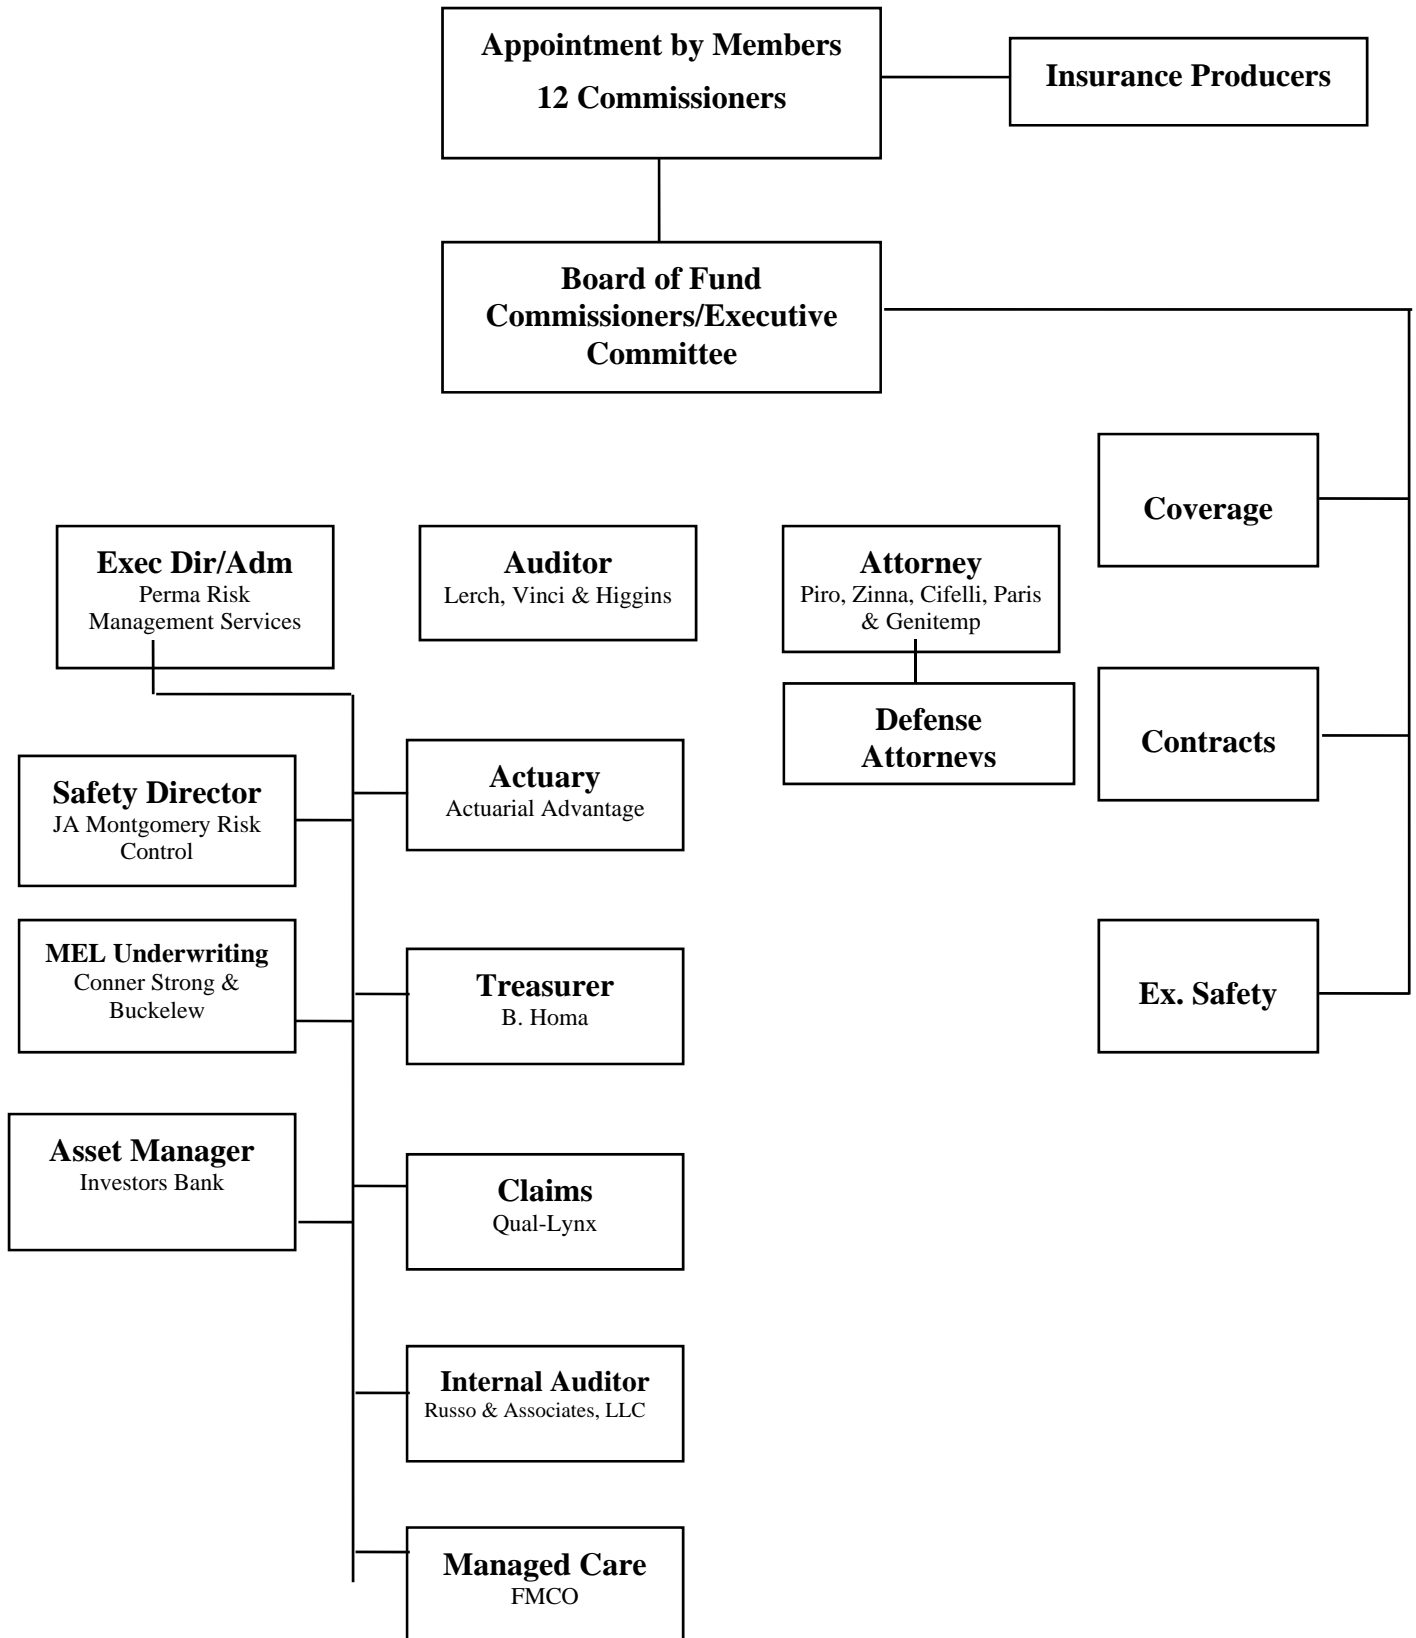 Appointment by Members
12 Commissioners
Insurance Producers
Board of Fund
Commissioners/Executive
Committee
Coverage
Exec Dir/Adm
Perma Risk
Management Services
Auditor
Lerch, Vinci & Higgins
Attorney
Piro, Zinna, Cifelli, Paris
& Genitemp
Defense
Attorneys
Contracts
Safety Director
JA Montgomery Risk
Control
Actuary
Actuarial Advantage
MEL Underwriting
Conner Strong &
Buckelew
Treasurer
B. Homa
Ex. Safety
Asset Manager
Investors Bank
Claims
Qual-Lynx
Internal Auditor
Russo & Associates, LLC
Managed Care
FMCO